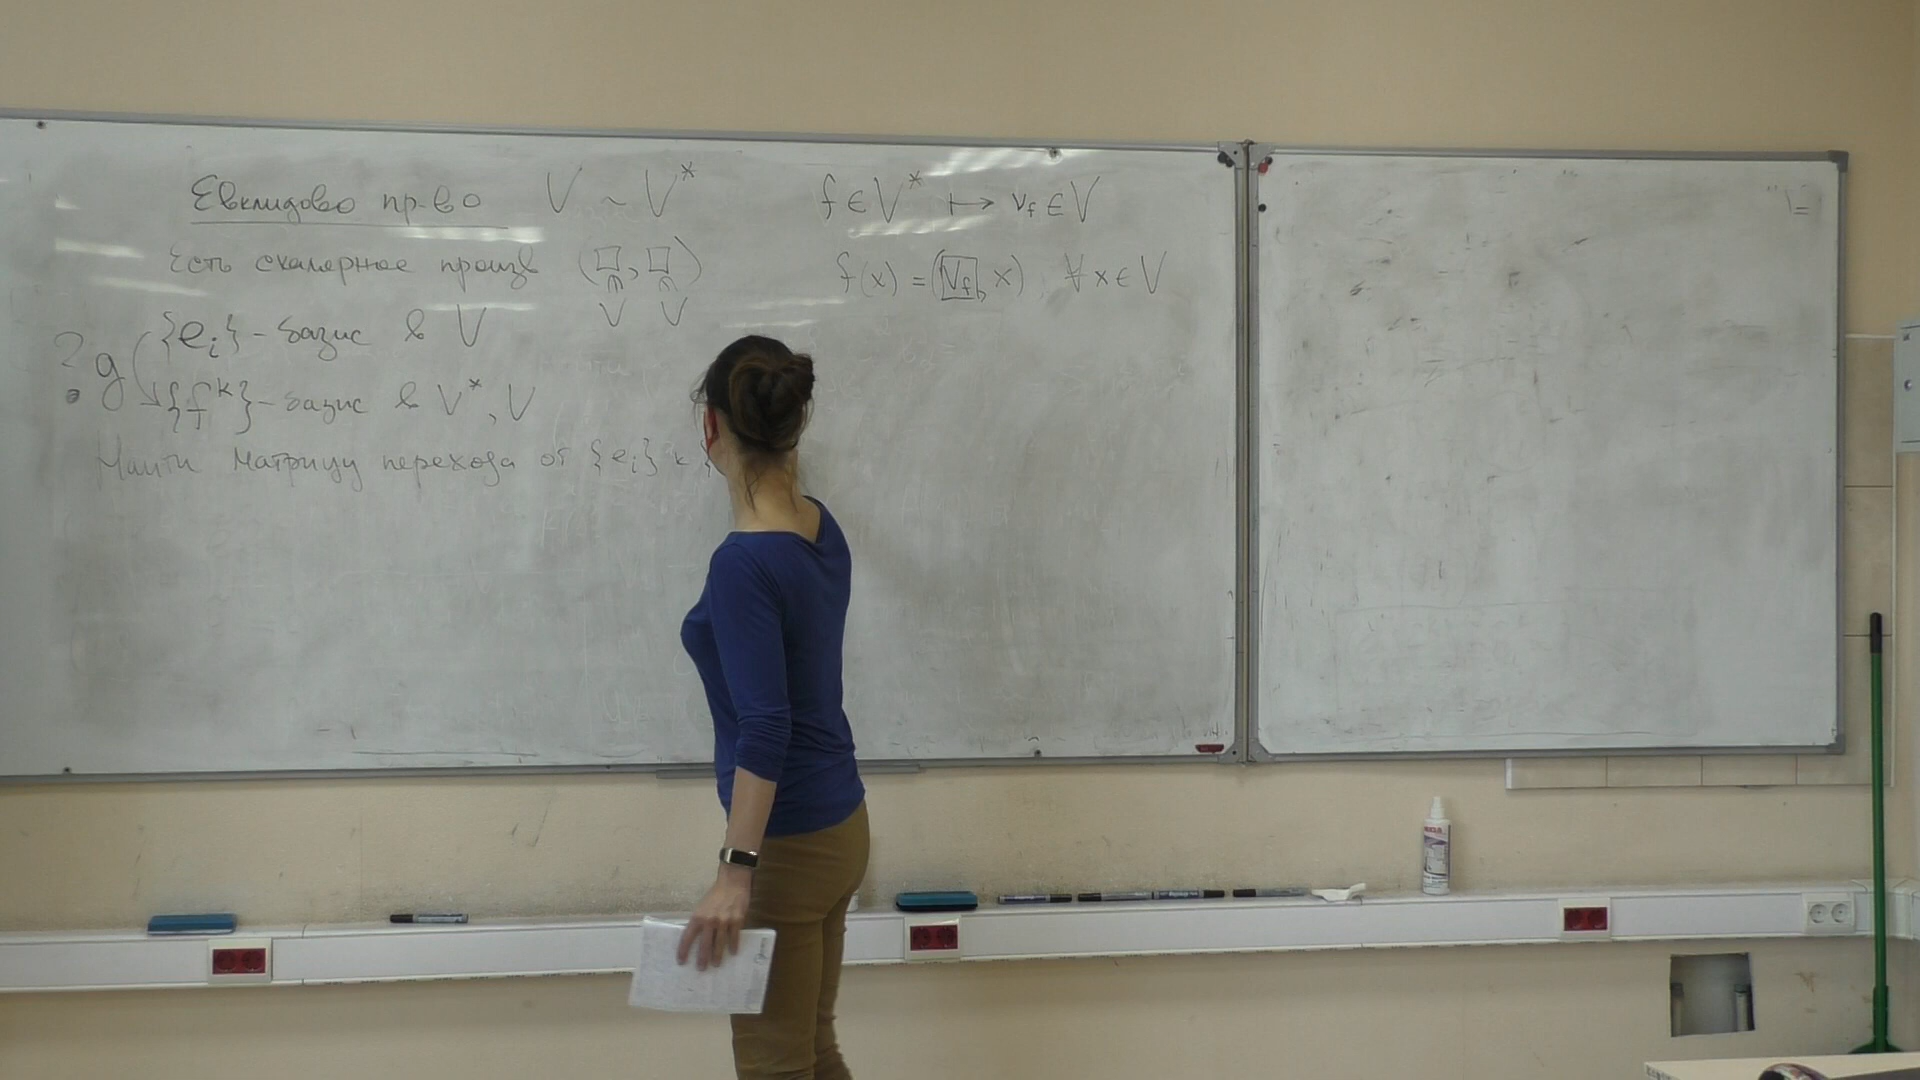 Евклидово пр-во V ~ V*
Есть скалярное произв (□, □)
V V
{e_i} - базис в V
? g
{f^k} - базис в V*, V
Найти матрицу перехода от {e_i} к {
f ∈ V* ↦ v_f ∈ V
f(x) = (v_f, x), ∀ x ∈ V